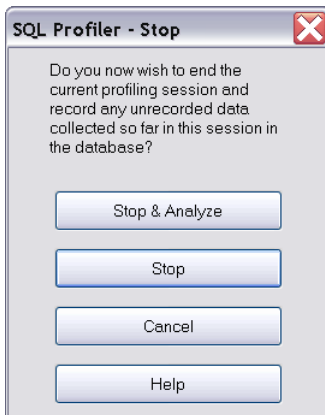 SQL Profiler - Stop
Do you now wish to end the
current profiling session and
record any unrecorded data
collected so far in this session in
the database?
Stop & Analyze
Stop
Cancel
Help